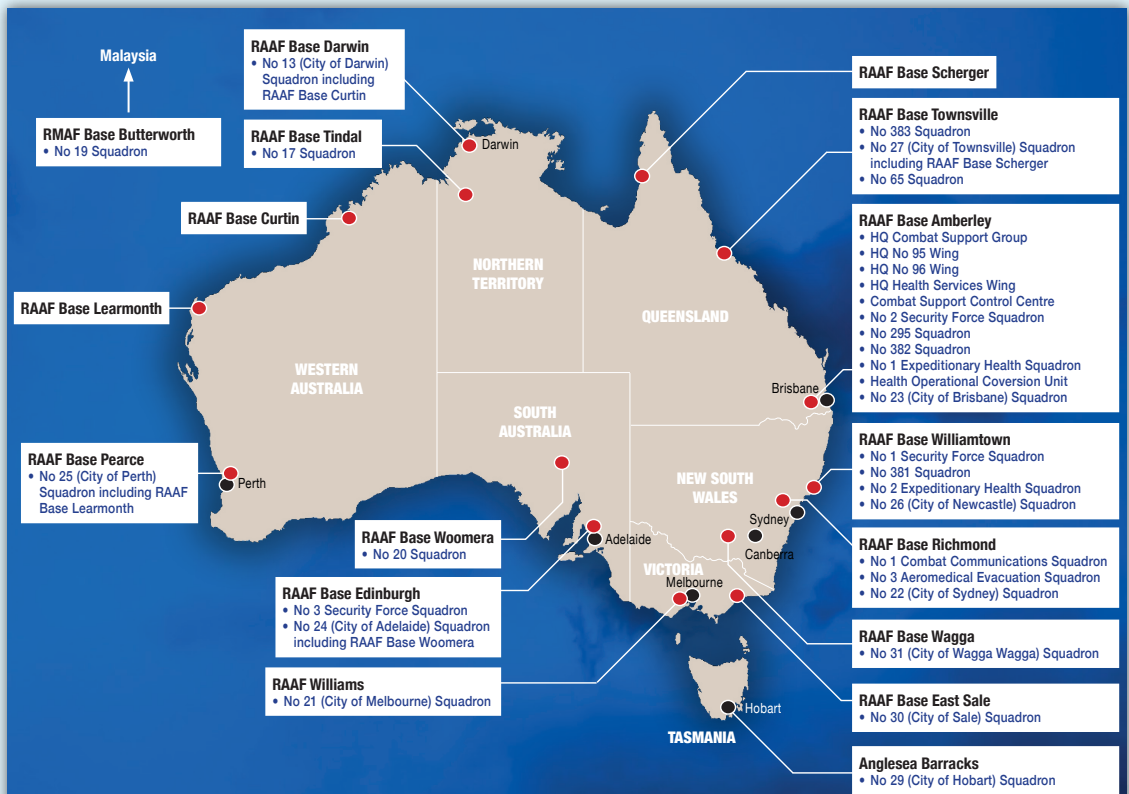 Malaysia
RMAF Base Butterworth
• No 19 Squadron
RAAF Base Darwin
• No 13 (City of Darwin)
Squadron including
RAAF Base Curtin
RAAF Base Tindal
• No 17 Squadron
RAAF Base Curtin
RAAF Base Learmonth
RAAF Base Pearce
• No 25 (City of Perth)
Squadron including RAAF
Base Learmonth
RAAF Base Woomera
• No 20 Squadron
RAAF Base Edinburgh
• No 3 Security Force Squadron
• No 24 (City of Adelaide) Squadron
including RAAF Base Woomera
RAAF Williams
• No 21 (City of Melbourne) Squadron
Darwin
NORTHERN
TERRITORY
QUEENSLAND
WESTERN
AUSTRALIA
SOUTH
AUSTRALIA
NEW SOUTH
WALES
VICTORIA
TASMANIA
Brisbane
Perth
Adelaide
Sydney
Canberra
Melbourne
Hobart
RAAF Base Scherger
RAAF Base Townsville
• No 383 Squadron
• No 27 (City of Townsville) Squadron
including RAAF Base Scherger
• No 65 Squadron
RAAF Base Amberley
• HQ Combat Support Group
• HQ No 95 Wing
• HQ No 96 Wing
• HQ Health Services Wing
• Combat Support Control Centre
• No 2 Security Force Squadron
• No 295 Squadron
• No 382 Squadron
• No 1 Expeditionary Health Squadron
• Health Operational Coversion Unit
• No 23 (City of Brisbane) Squadron
RAAF Base Williamtown
• No 1 Security Force Squadron
• No 381 Squadron
• No 2 Expeditionary Health Squadron
• No 26 (City of Newcastle) Squadron
RAAF Base Richmond
• No 1 Combat Communications Squadron
• No 3 Aeromedical Evacuation Squadron
• No 22 (City of Sydney) Squadron
RAAF Base Wagga
• No 31 (City of Wagga Wagga) Squadron
RAAF Base East Sale
• No 30 (City of Sale) Squadron
Anglesea Barracks
• No 29 (City of Hobart) Squadron